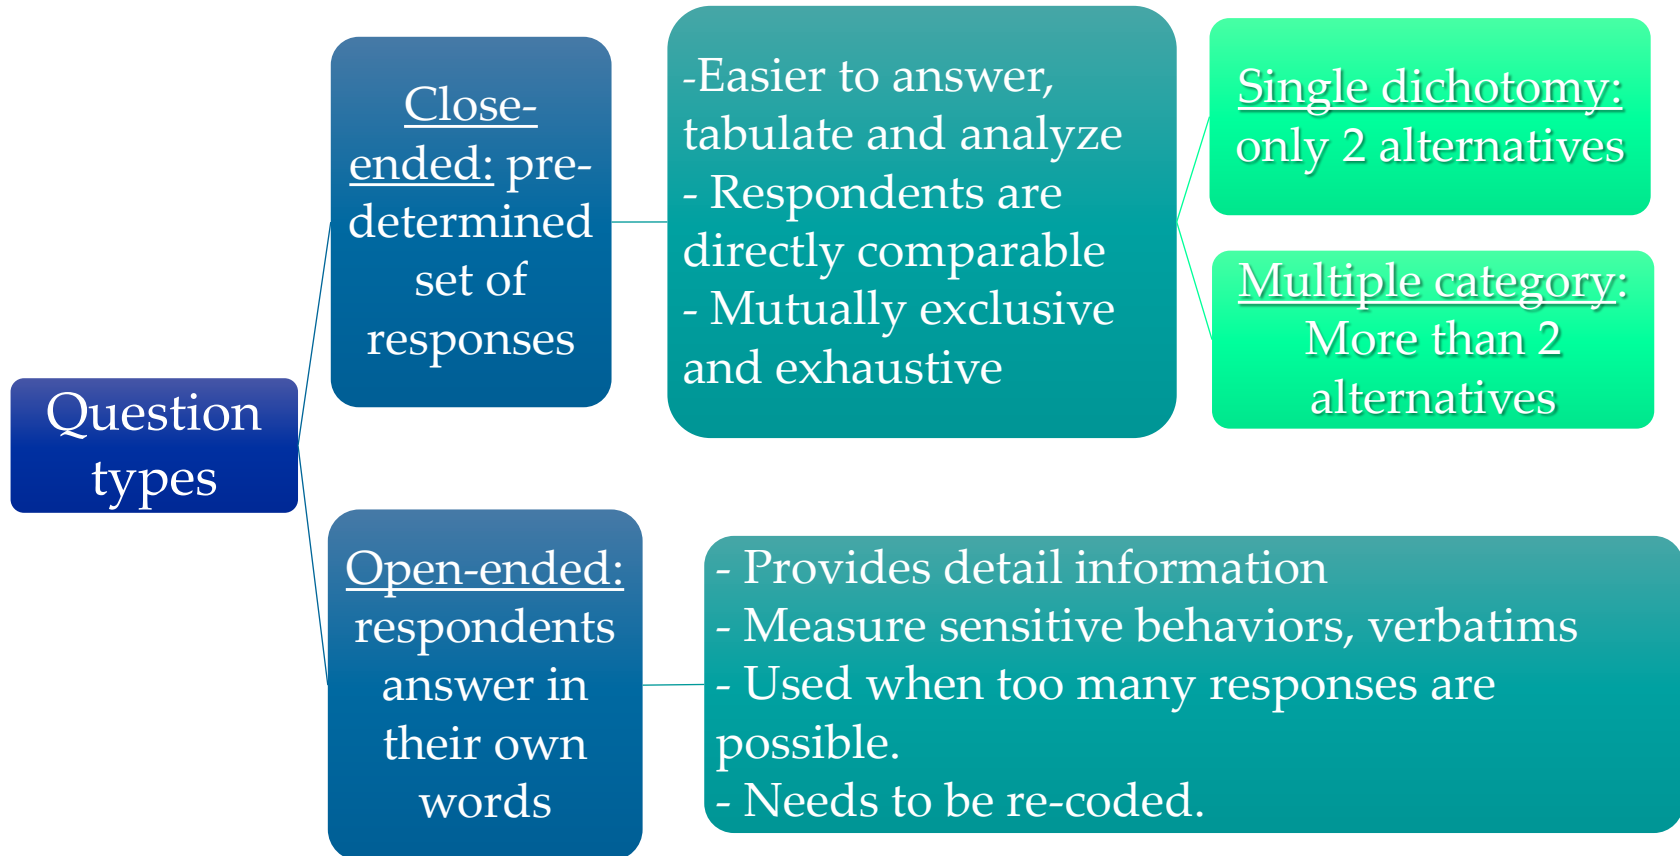 Question
types
Close-
ended: pre-
determined
set of
responses
-Easier to answer,
tabulate and analyze
- Respondents are
directly comparable
- Mutually exclusive
and exhaustive
Single dichotomy:
only 2 alternatives
Multiple category:
More than 2
alternatives
Open-ended:
respondents
answer in
their own
words
- Provides detail information
- Measure sensitive behaviors, verbatims
- Used when too many responses are
possible.
- Needs to be re-coded.